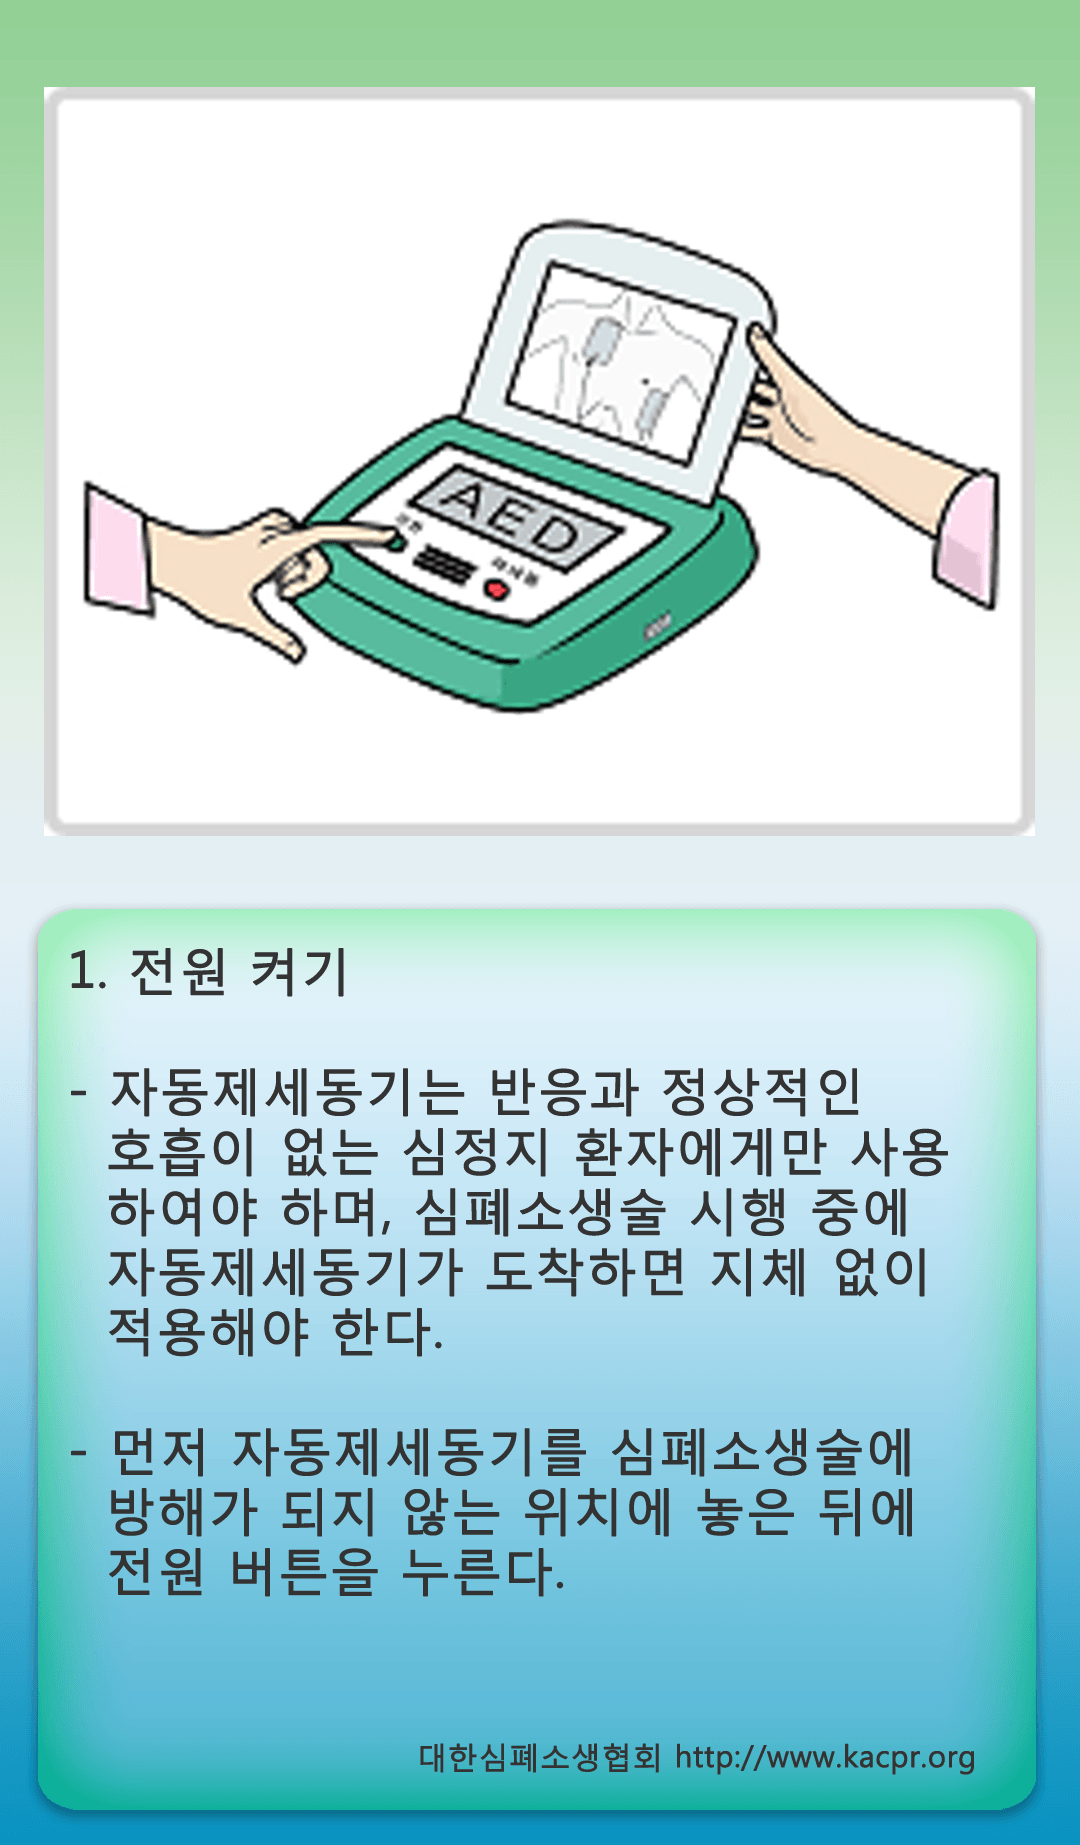 AED
1. 전원 켜기
- 자동제세동기는 반응과 정상적인
호흡이 없는 심정지 환자에게만 사용
하여야 하며, 심폐소생술 시행 중에
자동제세동기가 도착하면 지체 없이
적용해야 한다.
- 먼저 자동제세동기를 심폐소생술에
방해가 되지 않는 위치에 놓은 뒤에
전원 버튼을 누른다.
대한심폐소생협회 http://www.kacpr.org